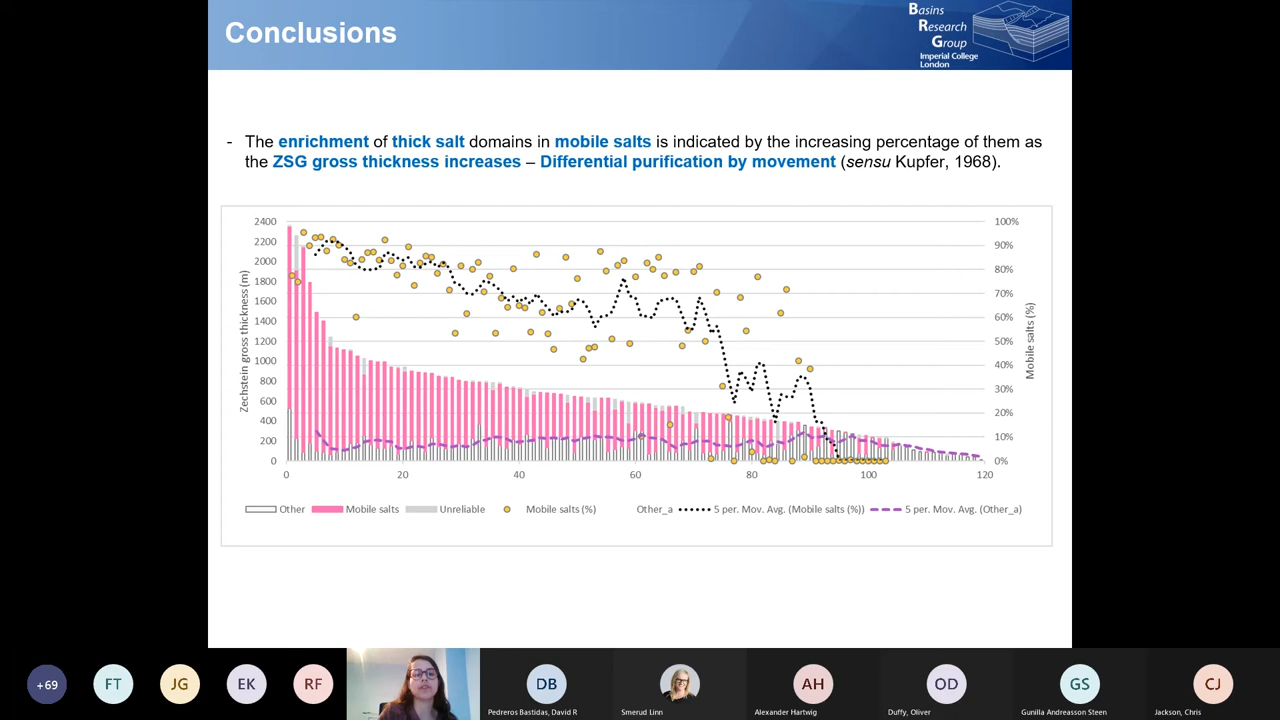 Conclusions
Basins
Research
Group
Imperial College
London
- The enrichment of thick salt domains in mobile salts is indicated by the increasing percentage of them as
the ZSG gross thickness increases – Differential purification by movement (sensu Kupfer, 1968).
2400
2200
2000
1800
1600
1400
1200
1000
800
600
400
200
0
Zechstein gross thickness (m)
100%
90%
80%
70%
60%
50%
40%
30%
20%
10%
0%
Mobile salts (%)
0 20 40 60 80 100 120
Other Mobile salts Unreliable Mobile salts (%) Other_a 5 per. Mov. Avg. (Mobile salts (%)) 5 per. Mov. Avg. (Other_a)
+69 FT JG EK RF DB AH OD GS CJ
Pedreros Bastidas, David R Smerud Linn Alexander Hartwig Duffy, Oliver Gunilla Andreasson Steen Jackson, Chris